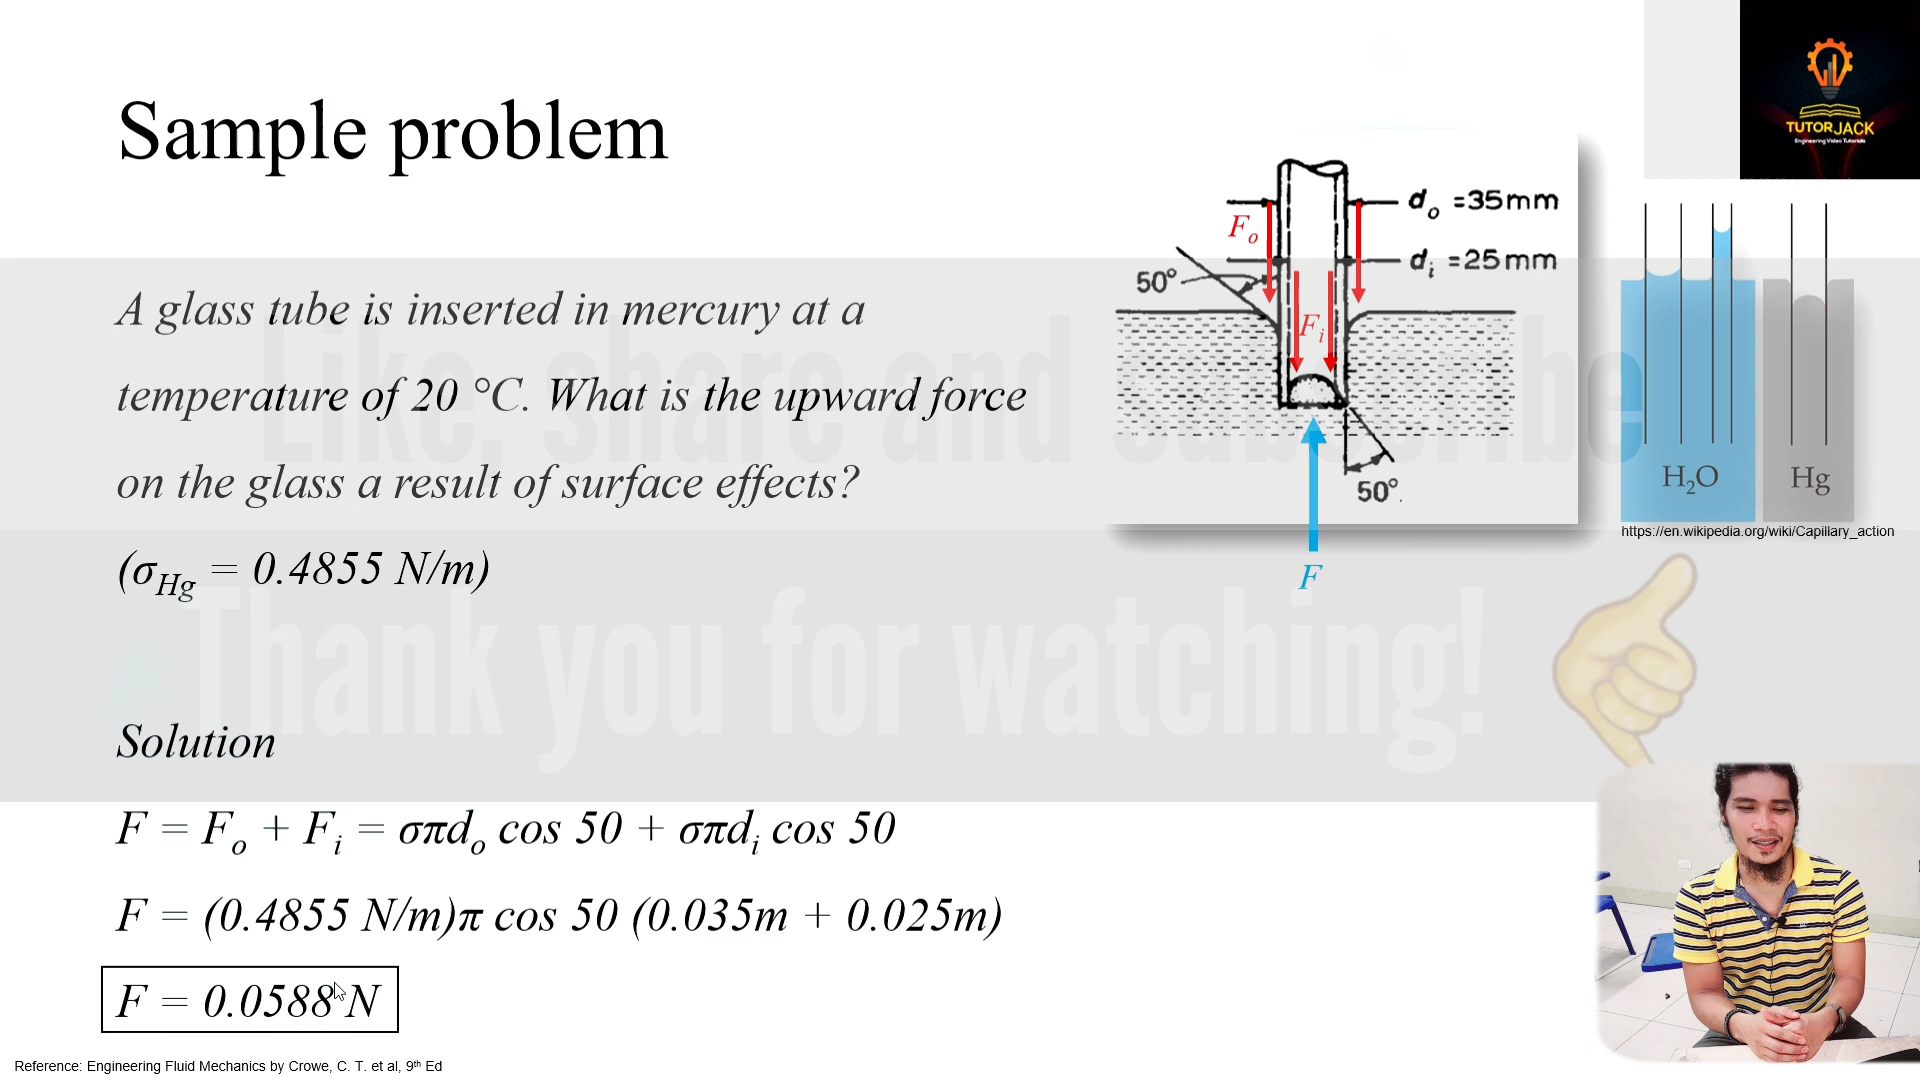 Sample problem
TUTORJACK
Engineering Video Tutorials
A glass tube is inserted in mercury at a
temperature of 20 °C. What is the upward force
on the glass a result of surface effects?
(σHg = 0.4855 N/m)
do =35mm
di =25mm
Fo
50°
Fi
50°
F
H₂O
Hg
https://en.wikipedia.org/wiki/Capillary_action
Like, share and subscribe
Thank you for watching!
Solution
F = Fo + Fi = σπdo cos 50 + σπdi cos 50
F = (0.4855 N/m)π cos 50 (0.035m + 0.025m)
F = 0.0588 N
Reference: Engineering Fluid Mechanics by Crowe, C. T. et al, 9th Ed